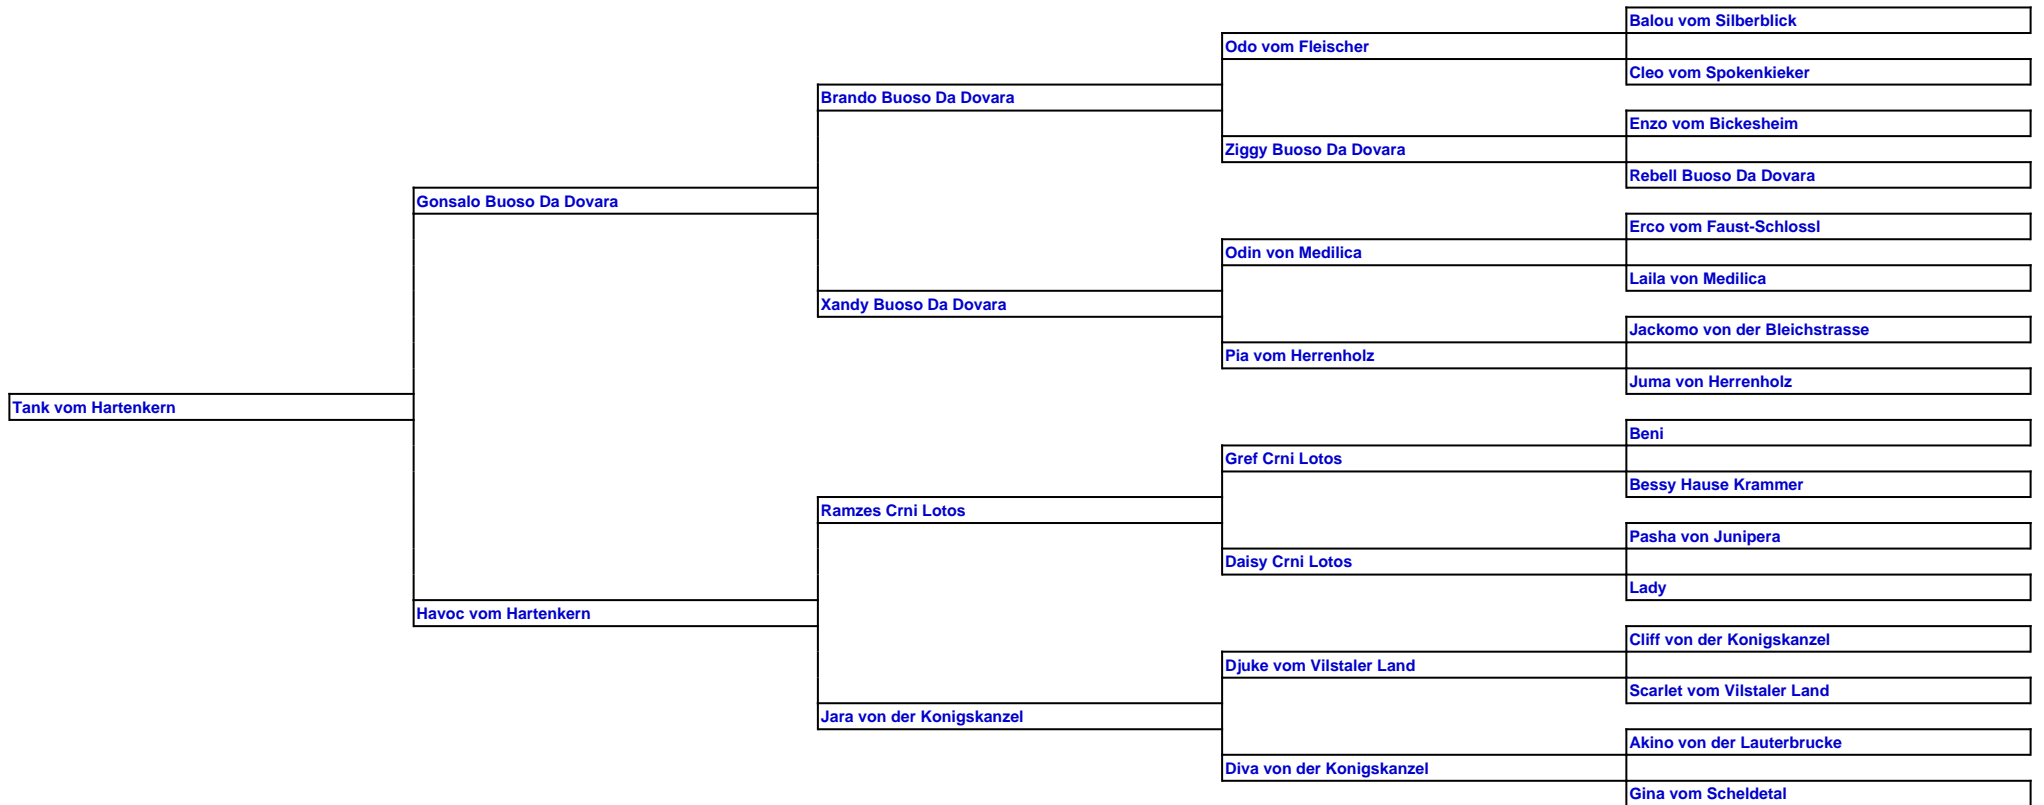 Balou vom Silberblick
Odo vom Fleischer
Cleo vom Spokenkieker
Brando Buoso Da Dovara
Enzo vom Bickesheim
Ziggy Buoso Da Dovara
Rebell Buoso Da Dovara
Gonsalo Buoso Da Dovara
Erco vom Faust-Schlossl
Odin von Medilica
Laila von Medilica
Xandy Buoso Da Dovara
Jackomo von der Bleichstrasse
Pia vom Herrenholz
Juma von Herrenholz
Tank vom Hartenkern
Beni
Gref Crni Lotos
Bessy Hause Krammer
Ramzes Crni Lotos
Pasha von Junipera
Daisy Crni Lotos
Lady
Havoc vom Hartenkern
Cliff von der Konigskanzel
Djuke vom Vilstaler Land
Scarlet vom Vilstaler Land
Jara von der Konigskanzel
Akino von der Lauterbrucke
Diva von der Konigskanzel
Gina vom Scheldetal